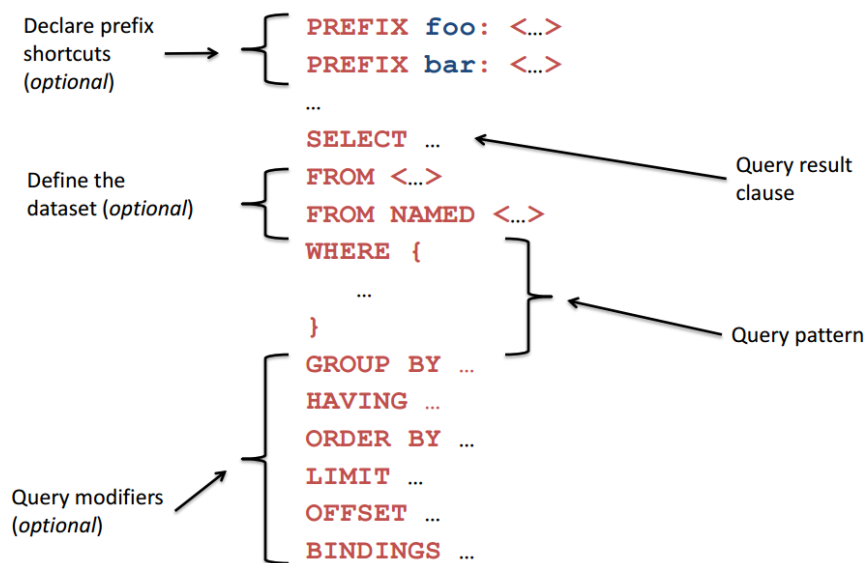 Declare prefix
shortcuts
(optional)
PREFIX foo: <…>
PREFIX bar: <…>
…
SELECT …
Query result
clause
Define the
dataset (optional)
FROM <…>
FROM NAMED <…>
WHERE {
…
}
Query pattern
GROUP BY …
HAVING …
ORDER BY …
LIMIT …
OFFSET …
BINDINGS …
Query modifiers
(optional)